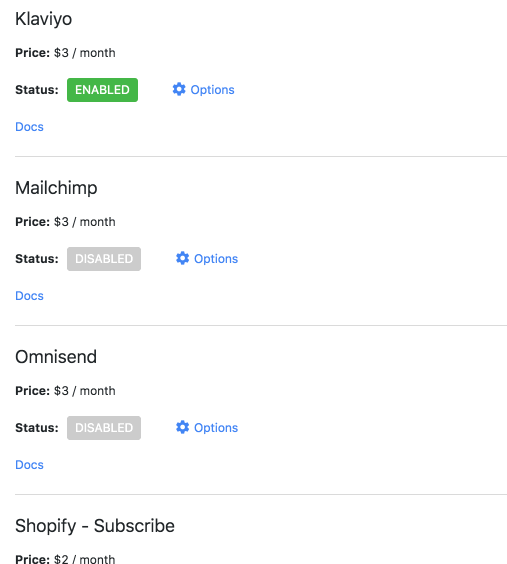 Klaviyo
Price: $3 / month
Status: ENABLED Options
Docs
Mailchimp
Price: $3 / month
Status: DISABLED Options
Docs
Omnisend
Price: $3 / month
Status: DISABLED Options
Docs
Shopify - Subscribe
Price: $2 / month